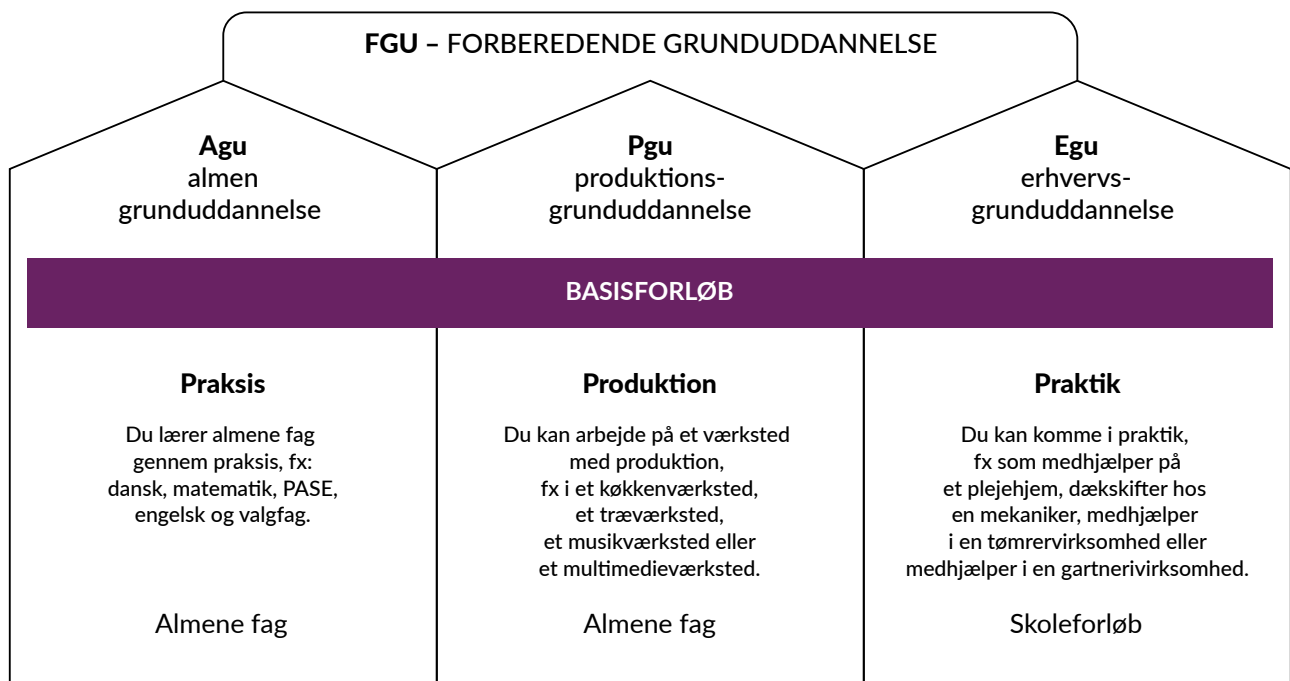 FGU – FORBEREDENDE GRUNDUDDANNELSE
Agu
almen
grunduddannelse
Pgu
produktions-
grunduddannelse
Egu
erhvervs-
grunduddannelse
BASISFORLØB
Praksis
Du lærer almene fag
gennem praksis, fx:
dansk, matematik, PASE,
engelsk og valgfag.
Almene fag
Produktion
Du kan arbejde på et værksted
med produktion,
fx i et køkkenværksted,
et træværksted,
et musikværksted eller
et multimedieværksted.
Almene fag
Praktik
Du kan komme i praktik,
fx som medhjælper på
et plejehjem, dækskifter hos
en mekaniker, medhjælper
i en tømrervirksomhed eller
medhjælper i en gartnerivirksomhed.
Skoleforløb